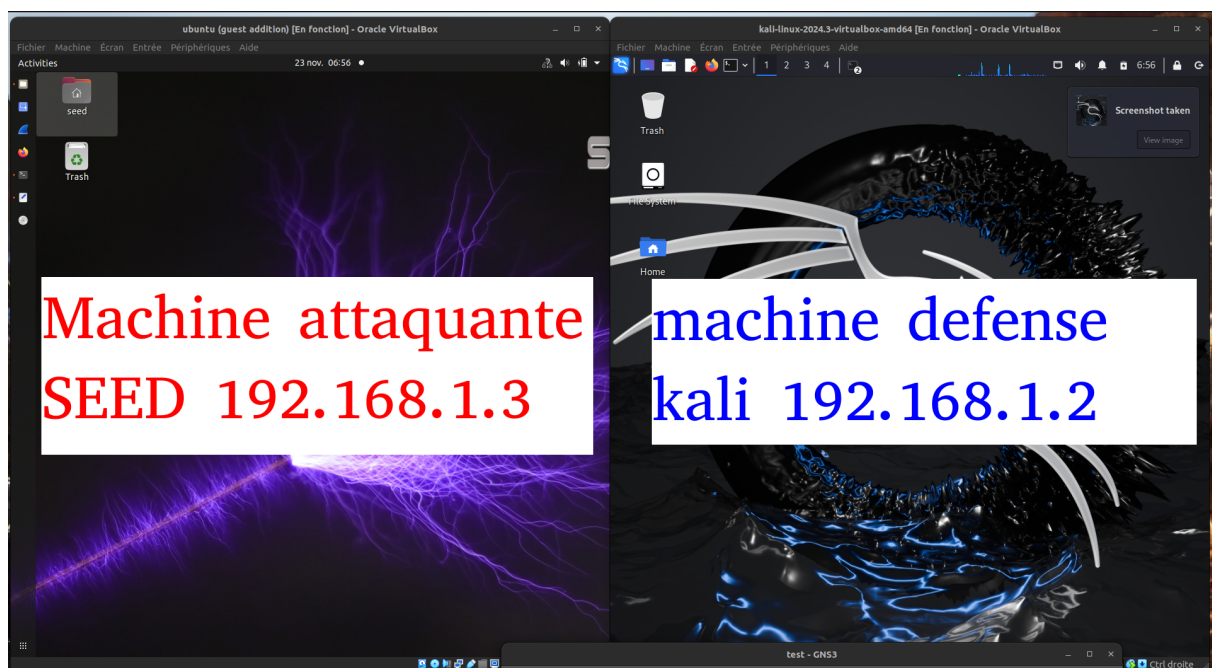 ubuntu (guest addition) [En fonction] - Oracle VirtualBox
Fichier Machine Écran Entrée Périphériques Aide
Activities
23 nov. 06:56
seed
Trash
S
Machine attaquante
SEED 192.168.1.3
kali-linux-2024.3-virtualbox-amd64 [En fonction] - Oracle VirtualBox
Fichier Machine Écran Entrée Périphériques Aide
1 2 3 4
6:56
Screenshot taken
View image
Trash
File System
Home
machine defense
kali 192.168.1.2
test - GNS3
Ctrl droite